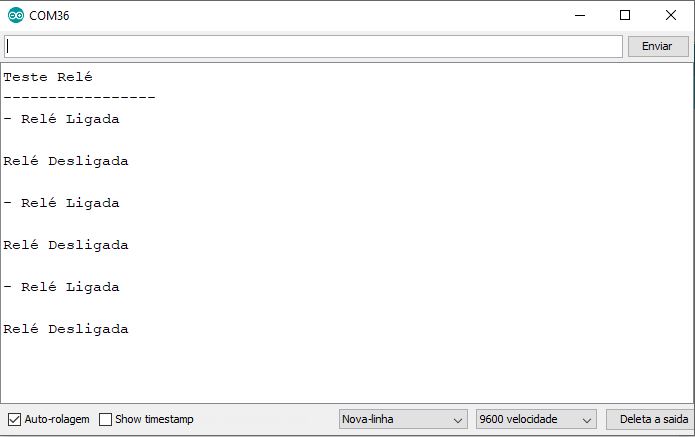 COM36
Enviar
Teste Relé
-----------------
- Relé Ligada
Relé Desligada
- Relé Ligada
Relé Desligada
- Relé Ligada
Relé Desligada
Auto-rolagem Show timestamp Nova-linha 9600 velocidade Deleta a saida